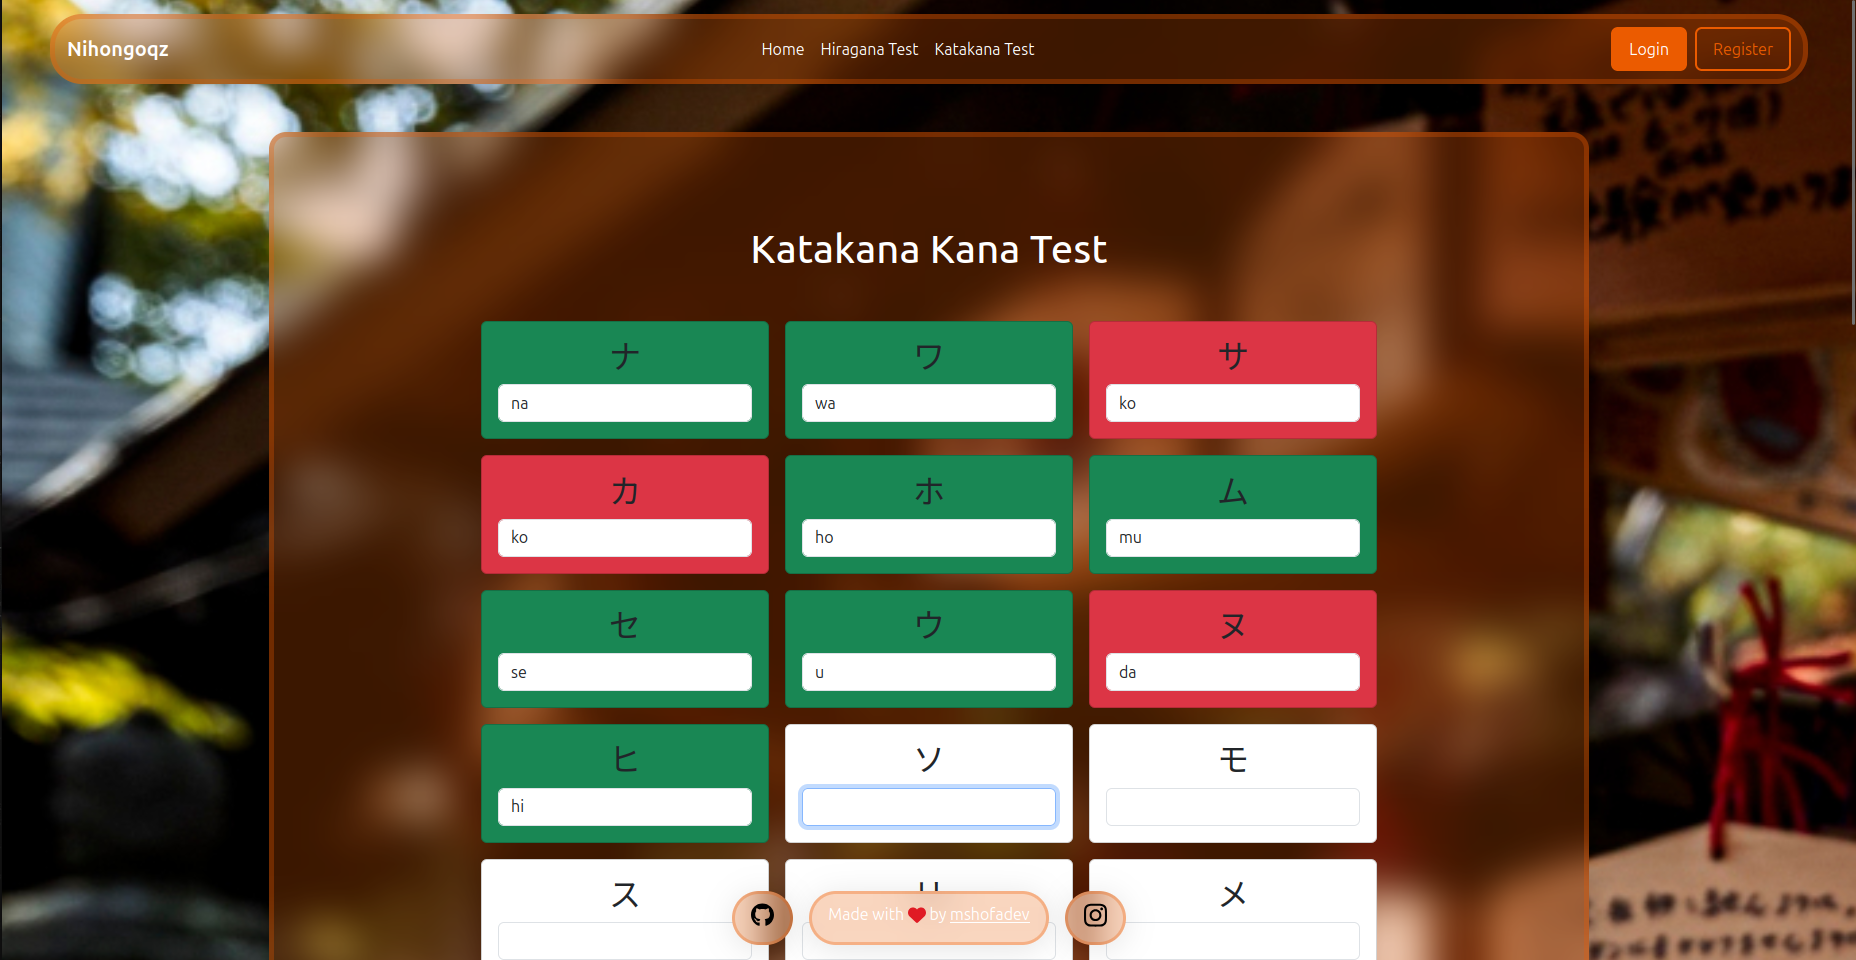 Nihongoqz
Home Hiragana Test Katakana Test
Login Register
Katakana Kana Test
ナ ワ サ
na wa ko
カ ホ ム
ko ho mu
セ ウ ヌ
se u da
ヒ ソ モ
hi
ス リ メ
Made with ❤ by mshofadev